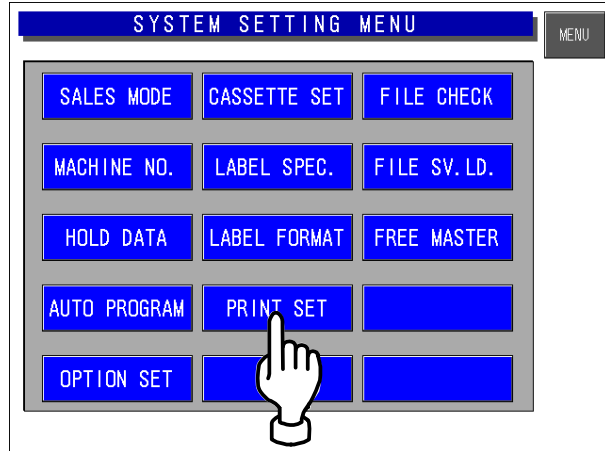 SYSTEM SETTING MENU
MENU
SALES MODE CASSETTE SET FILE CHECK
MACHINE NO. LABEL SPEC. FILE SV.LD.
HOLD DATA LABEL FORMAT FREE MASTER
AUTO PROGRAM PRINT SET
OPTION SET